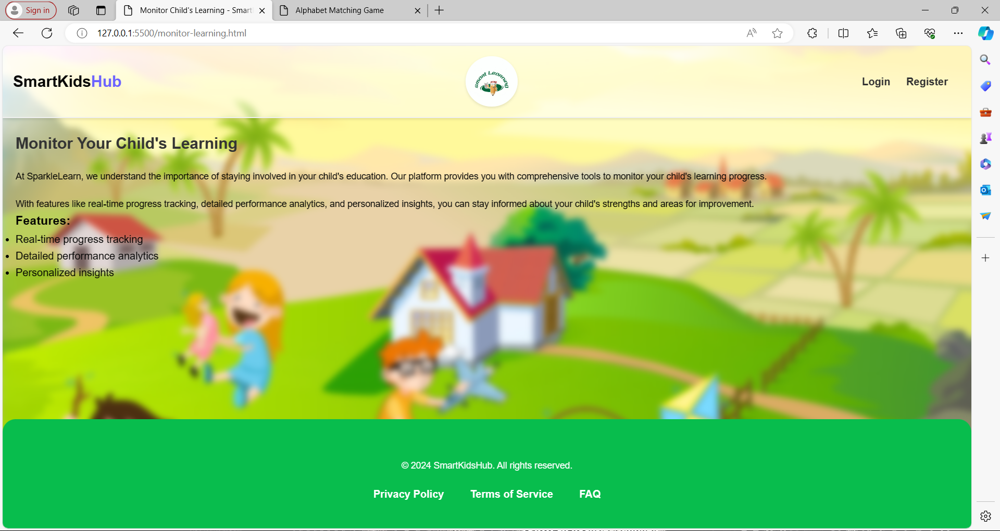 Sign in
Monitor Child's Learning - Smart
Alphabet Matching Game
127.0.0.1:5500/monitor-learning.html
SmartKidsHub
Smart Learning
Login
Register
Monitor Your Child's Learning
At SparkleLearn, we understand the importance of staying involved in your child's education. Our platform provides you with comprehensive tools to monitor your child's learning progress.
With features like real-time progress tracking, detailed performance analytics, and personalized insights, you can stay informed about your child's strengths and areas for improvement.
Features:
• Real-time progress tracking
• Detailed performance analytics
• Personalized insights
© 2024 SmartKidsHub. All rights reserved.
Privacy Policy
Terms of Service
FAQ